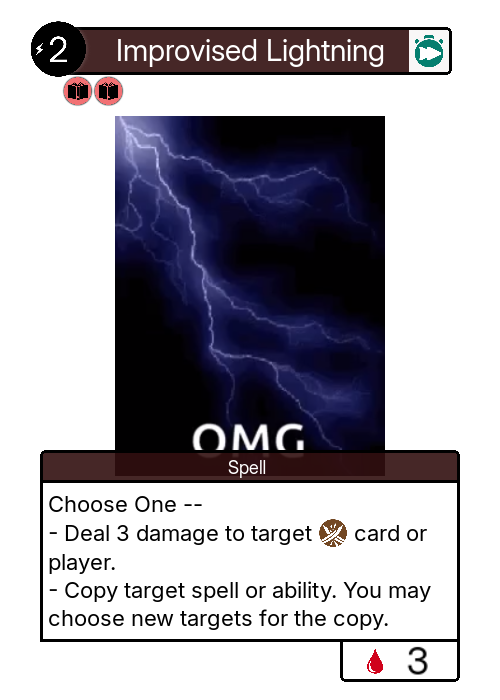 2 Improvised Lightning
OMG
Spell
Choose One --
- Deal 3 damage to target card or
player.
- Copy target spell or ability. You may
choose new targets for the copy.
3